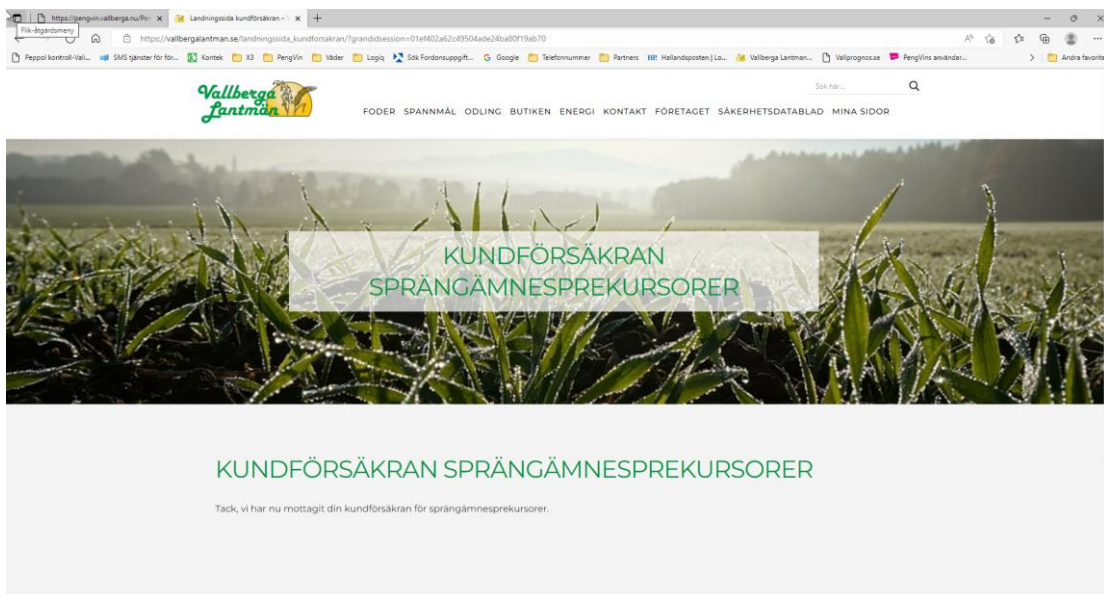 https://pengvin.vallberga.nu/Per
Landningssida kundförsäkran –
Flik-åtgärdsmeny
https://vallbergalantman.se/landningssida_kundforsakran/?grandidsession=01ef402a62c49504ade24ba80f19ab70
Peppol kontroll-Vali... SMS tjänster för för... Kontek X3 PengVin Väder Logiq Sök Fordonsuppgift... Google Telefonnummer Partners Hallandsposten | La... Vallberga Lantman... Vallprognos.se PengVins användar... Andra favorite
Vallberga
Lantmän
Sök här...
FODER SPANNMÅL ODLING BUTIKEN ENERGI KONTAKT FÖRETAGET SÄKERHETSDATABLAD MINA SIDOR
KUNDFÖRSÄKRAN
SPRÄNGÄMNESPREKURSORER
KUNDFÖRSÄKRAN SPRÄNGÄMNESPREKURSORER
Tack, vi har nu mottagit din kundförsäkran för sprängämnesprekursorer.